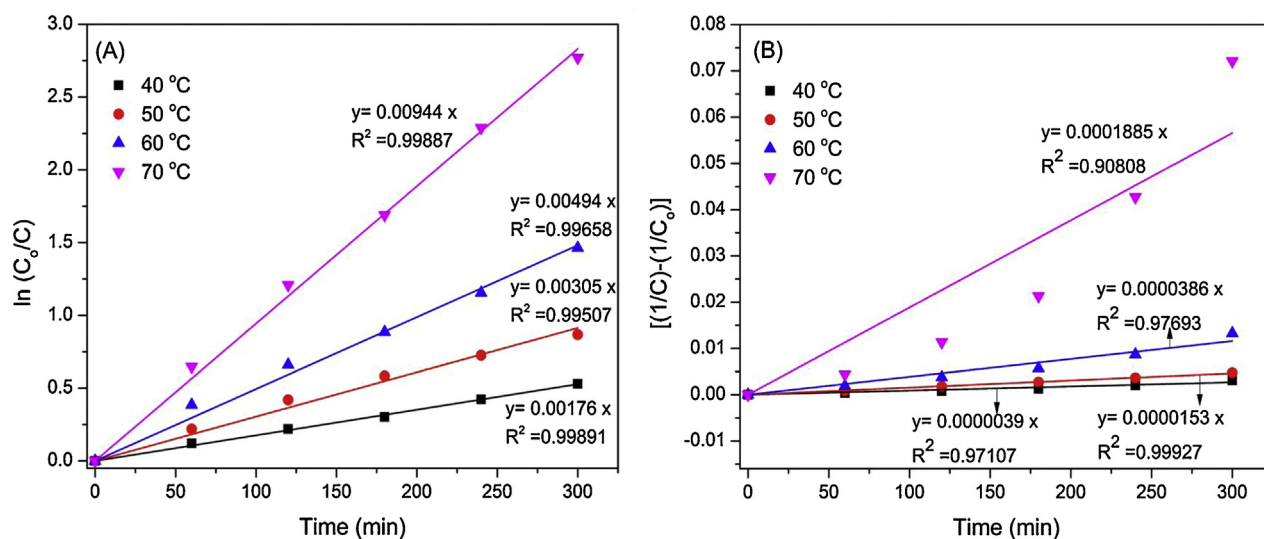 (A)
40 °C
50 °C
60 °C
70 °C
y= 0.00944 x
R² =0.99887
y= 0.00494 x
R² =0.99658
y= 0.00305 x
R² =0.99507
y= 0.00176 x
R² =0.99891
ln (Co/C)
3.0
2.5
2.0
1.5
1.0
0.5
0.0
0 50 100 150 200 250 300
Time (min)
(B)
40 °C
50 °C
60 °C
70 °C
y= 0.0001885 x
R² =0.90808
y= 0.0000386 x
R² =0.97693
y= 0.0000039 x
R² =0.97107
y= 0.0000153 x
R² =0.99927
[(1/C)-(1/Co)]
0.08
0.07
0.06
0.05
0.04
0.03
0.02
0.01
0.00
-0.01
0 50 100 150 200 250 300
Time (min)